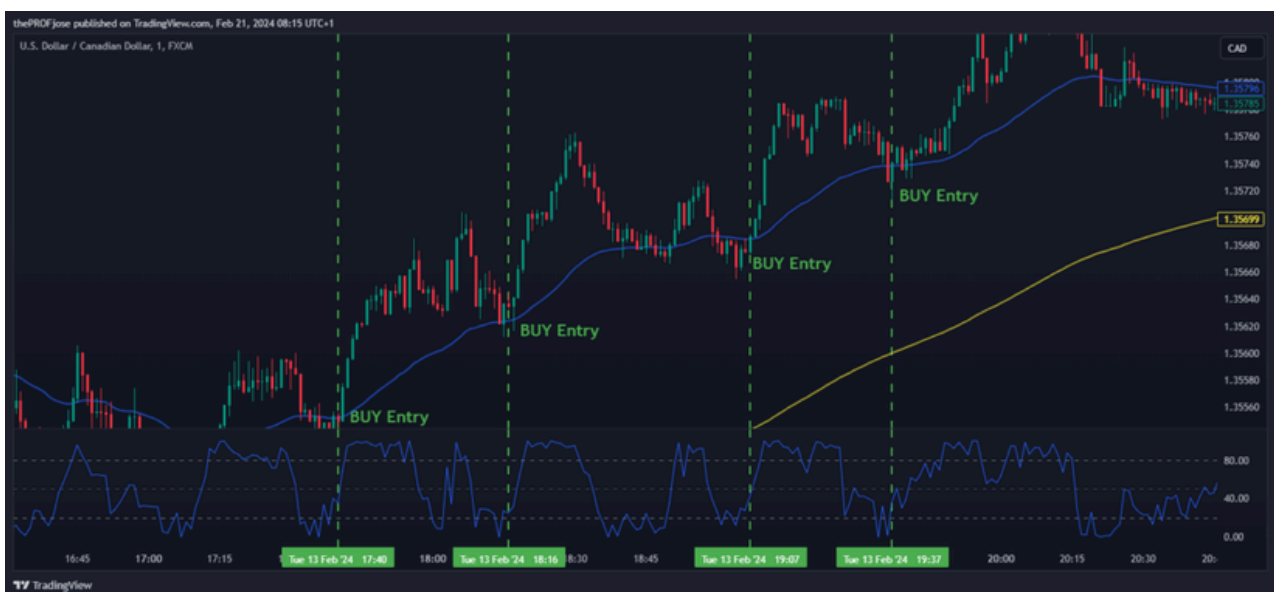 thePROFjose published on TradingView.com, Feb 21, 2024 08:15 UTC+1
U.S. Dollar / Canadian Dollar, 1, FXCM
CAD
1.35796
1.35785
1.35760
1.35740
1.35720
1.35699
1.35680
1.35660
1.35640
1.35620
1.35600
1.35580
1.35560
BUY Entry
BUY Entry
BUY Entry
BUY Entry
80.00
40.00
0.00
16:45 17:00 17:15 Tue 13 Feb '24 17:40 18:00 Tue 13 Feb '24 18:16 8:30 18:45 Tue 13 Feb '24 19:07 Tue 13 Feb '24 19:37 20:00 20:15 20:30
TradingView